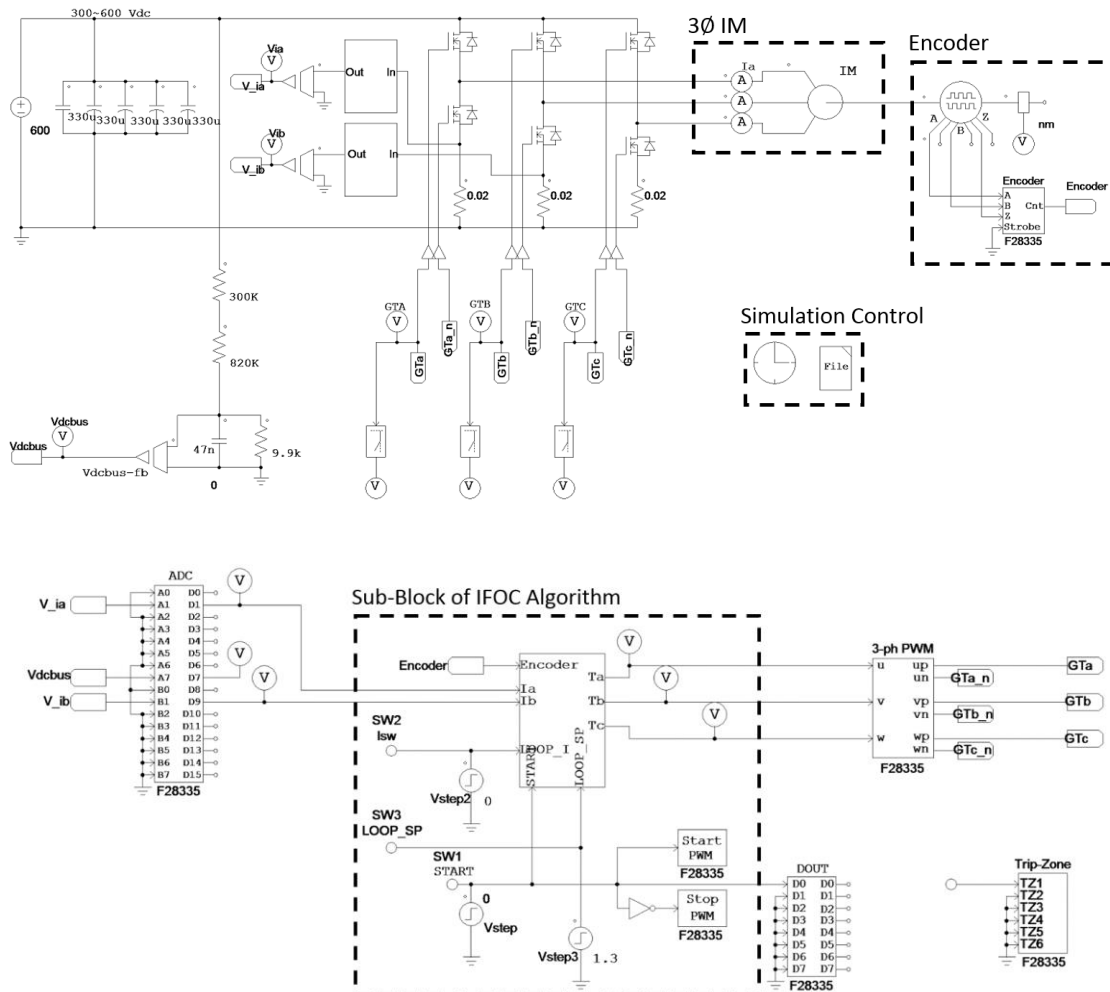 300~600 Vdc
600
330u
330u
330u
330u
330u
Via
V
V_ia
Out
In
Vib
V
V_ib
Out
In
0.02
0.02
0.02
3Ø IM
Ia
A
A
A
IM
Encoder
A
B
Z
nm
V
Encoder
A
B
Z
Strobe
Cnt
F28335
Encoder
300K
820K
47n
9.9k
0
Vdcbus
V
Vdcbus
Vdcbus-fb
GTA
V
GTa
GTa_n
GTB
V
GTb
GTb_n
GTC
V
GTc
GTc_n
V
V
V
Simulation Control
File
ADC
V_ia
Vdcbus
V_ib
A0 D0
A1 D1
A2 D2
A3 D3
A4 D4
A5 D5
A6 D6
A7 D7
B0 D8
B1 D9
B2 D10
B3 D11
B4 D12
B5 D13
B6 D14
B7 D15
F28335
V
V
V
Sub-Block of IFOC Algorithm
Encoder
Encoder
Ia
Ib
LOOP_I
START
LOOP_SP
Ta
Tb
Tc
V
V
V
SW2
Isw
Vstep2
0
SW3
LOOP_SP
SW1
START
0
Vstep
Vstep3
1.3
Start
PWM
F28335
Stop
PWM
F28335
3-ph PWM
u up
un
v vp
vn
w wp
wn
F28335
GTa
GTa_n
GTb
GTb_n
GTc
GTc_n
DOUT
D0 D0
D1 D1
D2 D2
D3 D3
D4 D4
D5 D5
D6 D6
D7 D7
F28335
Trip-Zone
TZ1
TZ2
TZ3
TZ4
TZ5
TZ6
F28335